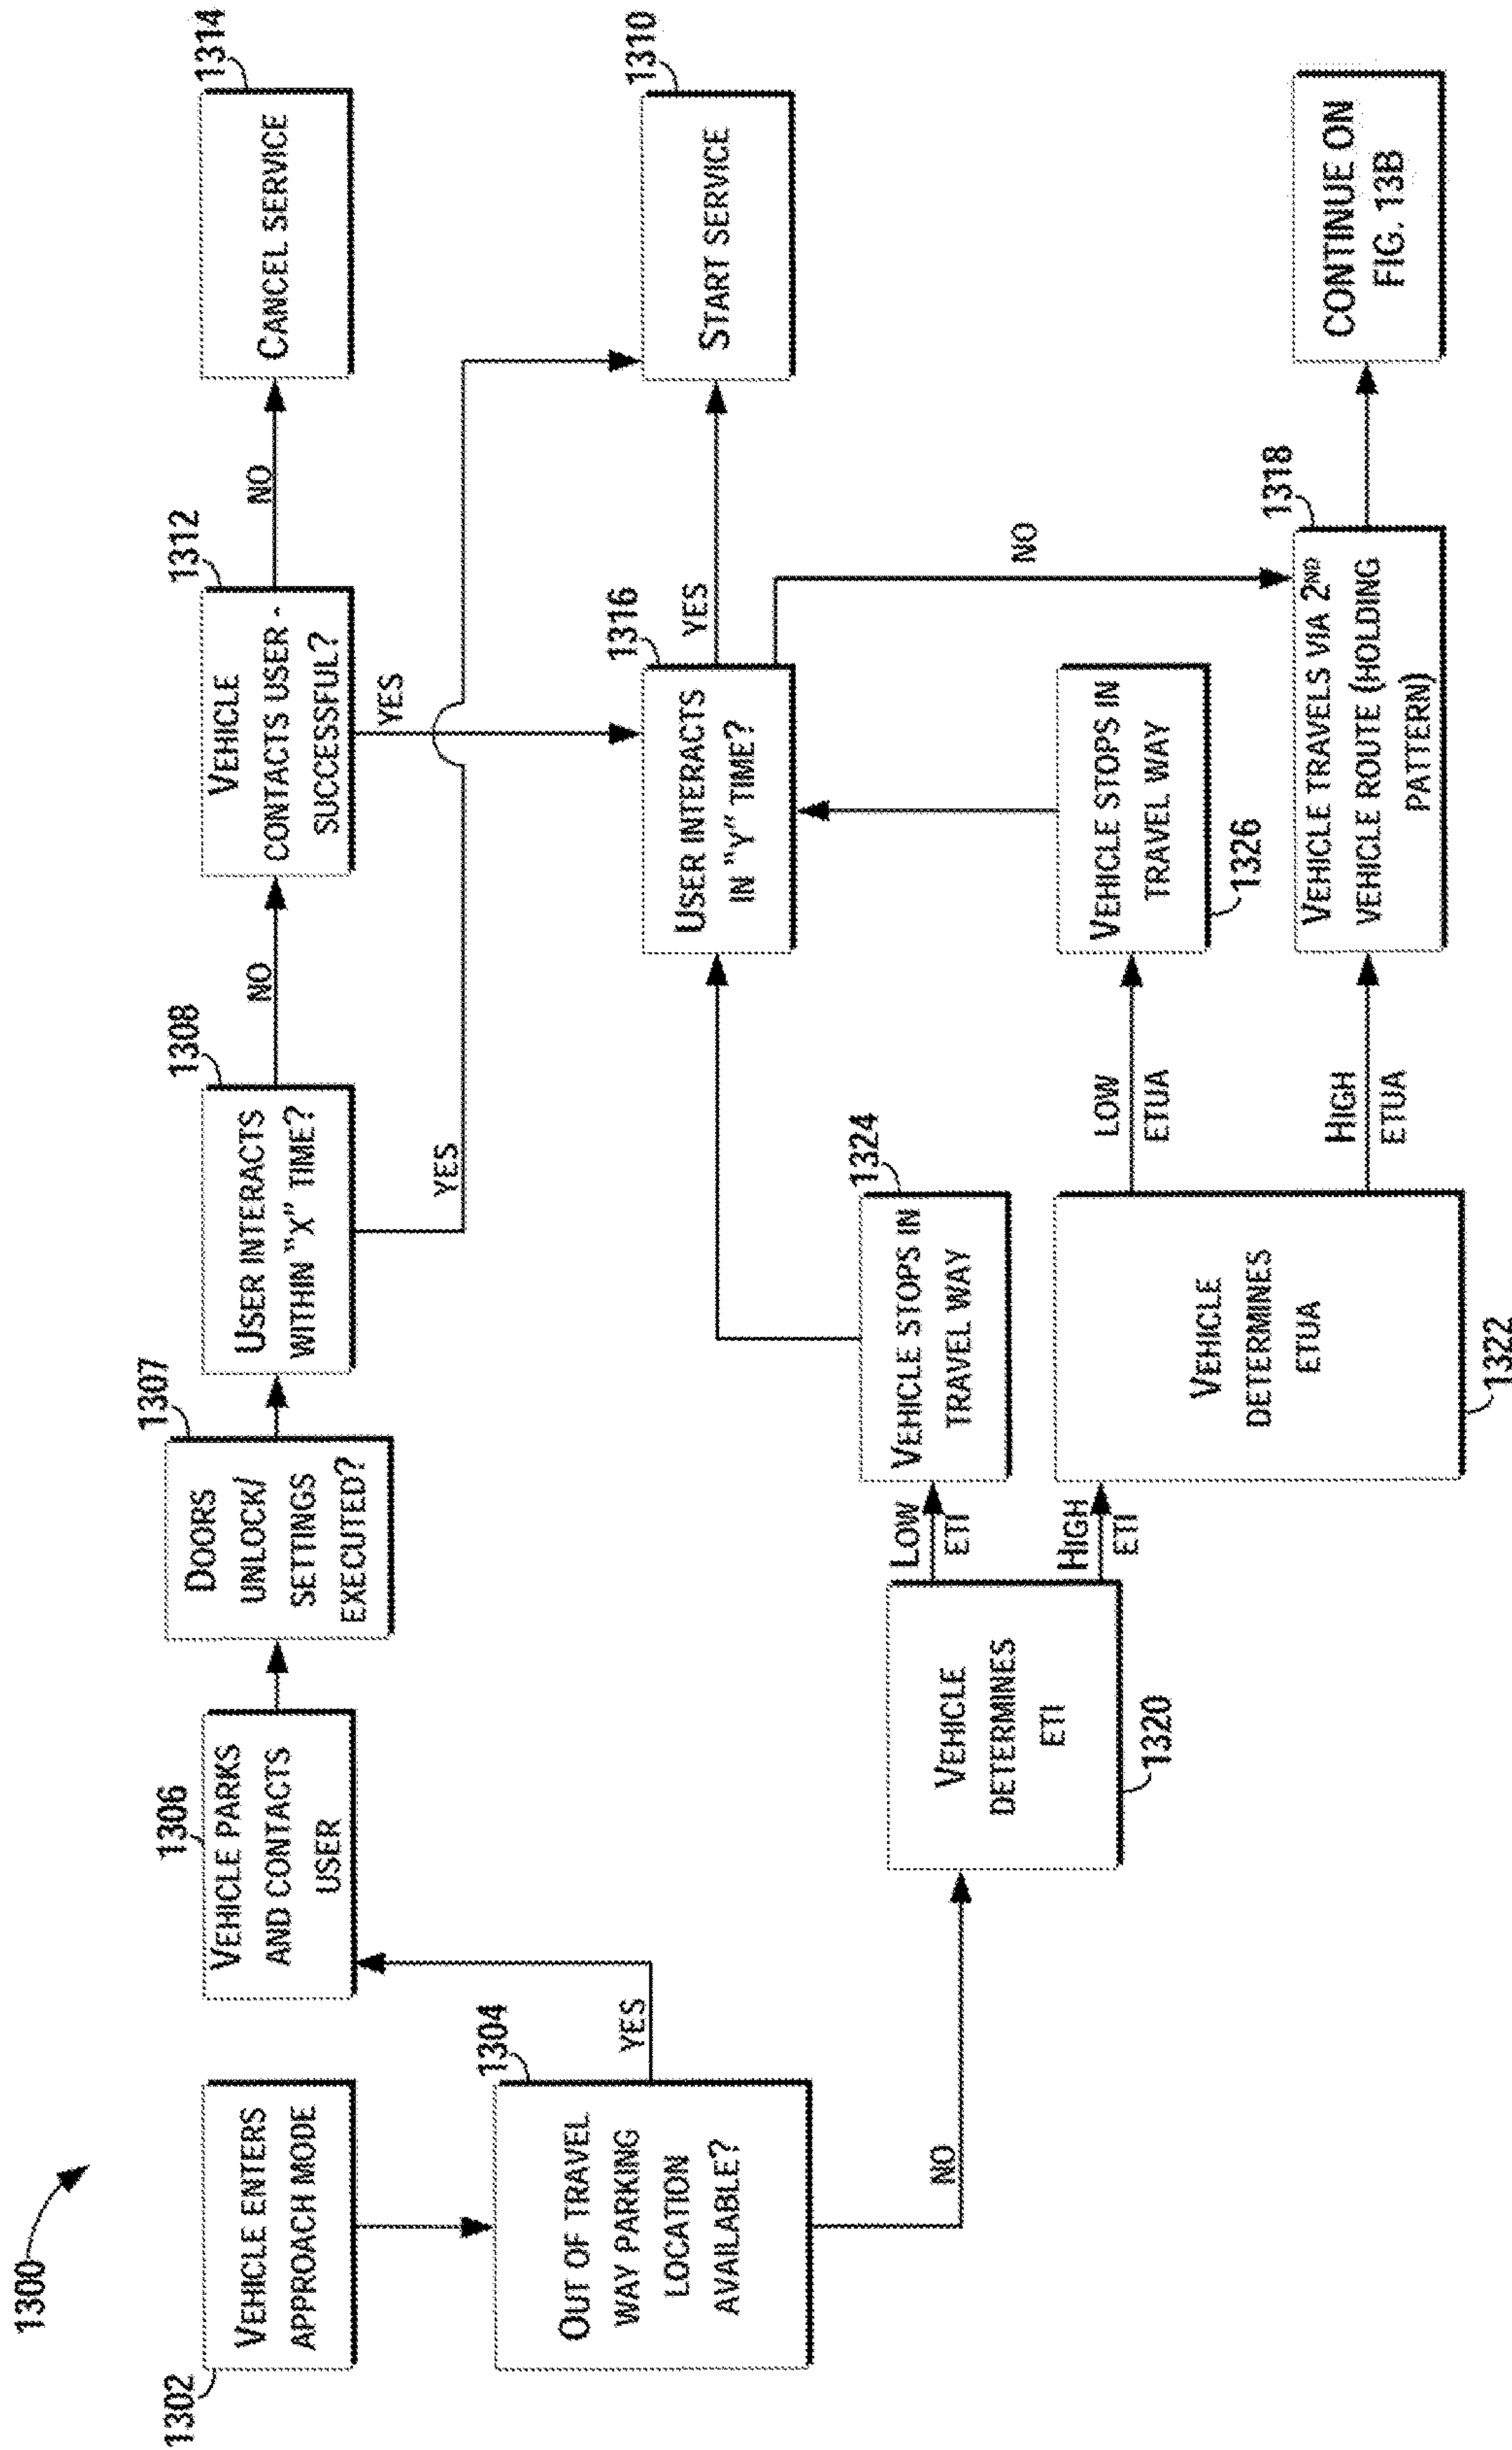 1300
1302
VEHICLE ENTERS
APPROACH MODE
1304
OUT OF TRAVEL
WAY PARKING
LOCATION
AVAILABLE?
YES
NO
1306
VEHICLE PARKS
AND CONTACTS
USER
1307
DOORS
UNLOCK/
SETTINGS
EXECUTED?
1308
USER INTERACTS
WITHIN "X" TIME?
NO
YES
1312
VEHICLE
CONTACTS USER -
SUCCESSFUL?
NO
YES
1314
CANCEL SERVICE
1310
START SERVICE
1316
USER INTERACTS
IN "Y" TIME?
YES
NO
1320
VEHICLE
DETERMINES
ETI
LOW
ETI
HIGH
ETI
1324
VEHICLE STOPS IN
TRAVEL WAY
1322
VEHICLE
DETERMINES
ETUA
LOW
ETUA
HIGH
ETUA
1326
VEHICLE STOPS IN
TRAVEL WAY
1318
VEHICLE TRAVELS VIA 2ND
VEHICLE ROUTE (HOLDING
PATTERN)
CONTINUE ON
FIG. 13B